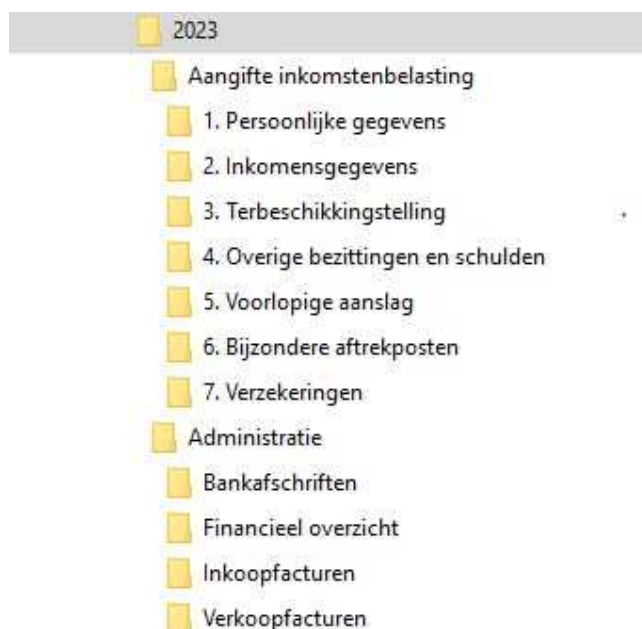 2023
Aangifte inkomstenbelasting
1. Persoonlijke gegevens
2. Inkomensgegevens
3. Terbeschikkingstelling
4. Overige bezittingen en schulden
5. Voorlopige aanslag
6. Bijzondere aftrekposten
7. Verzekeringen
Administratie
Bankafschriften
Financieel overzicht
Inkoopfacturen
Verkoopfacturen